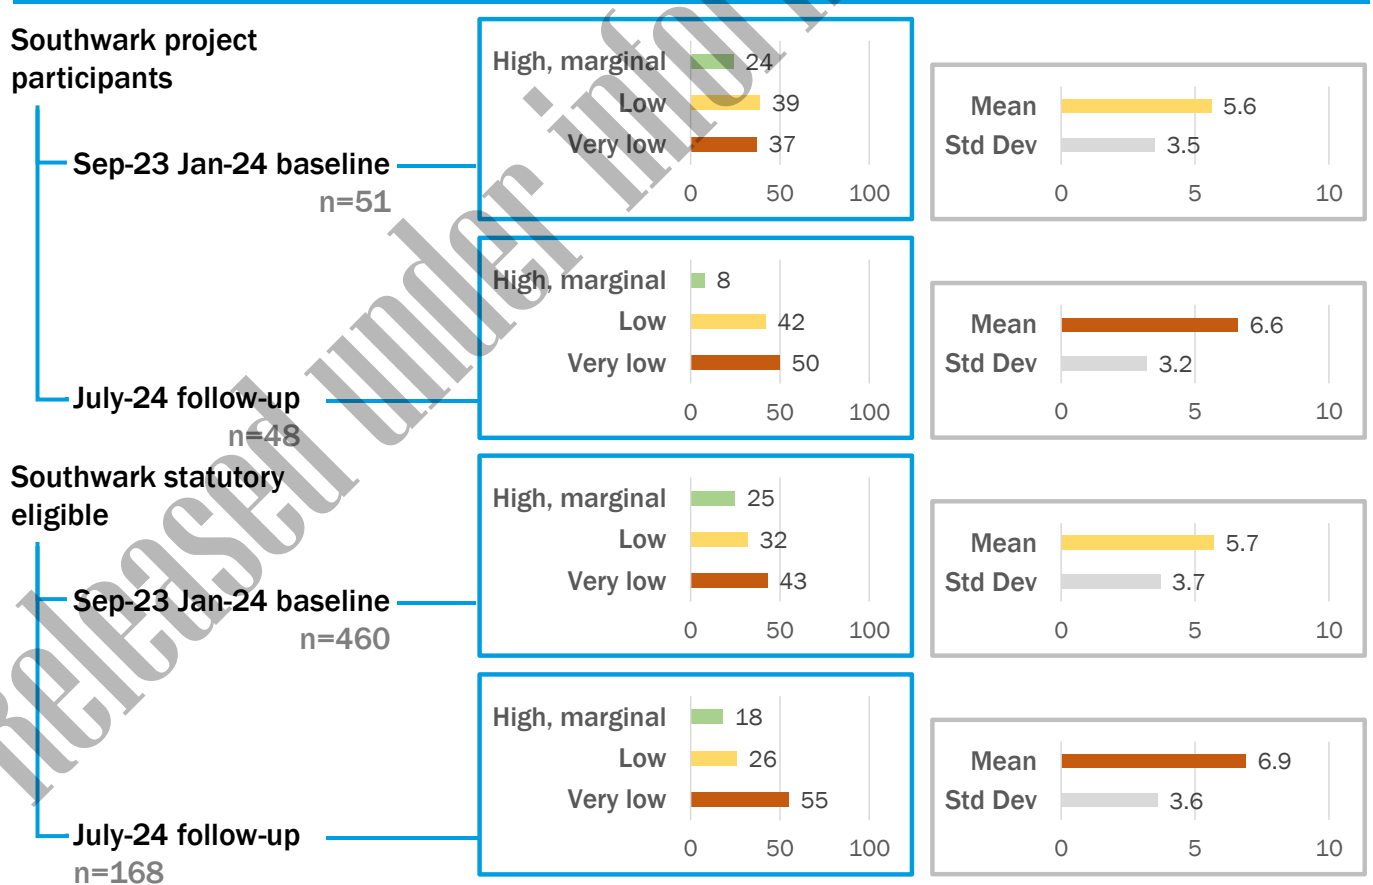 Southwark project
participants
Sep-23 Jan-24 baseline
n=51
High, marginal 24
Low 39
Very low 37
0 50 100
Mean 5.6
Std Dev 3.5
0 5 10
July-24 follow-up
n=48
High, marginal 8
Low 42
Very low 50
0 50 100
Mean 6.6
Std Dev 3.2
0 5 10
Southwark statutory
eligible
Sep-23 Jan-24 baseline
n=460
High, marginal 25
Low 32
Very low 43
0 50 100
Mean 5.7
Std Dev 3.7
0 5 10
July-24 follow-up
n=168
High, marginal 18
Low 26
Very low 55
0 50 100
Mean 6.9
Std Dev 3.6
0 5 10
Released under